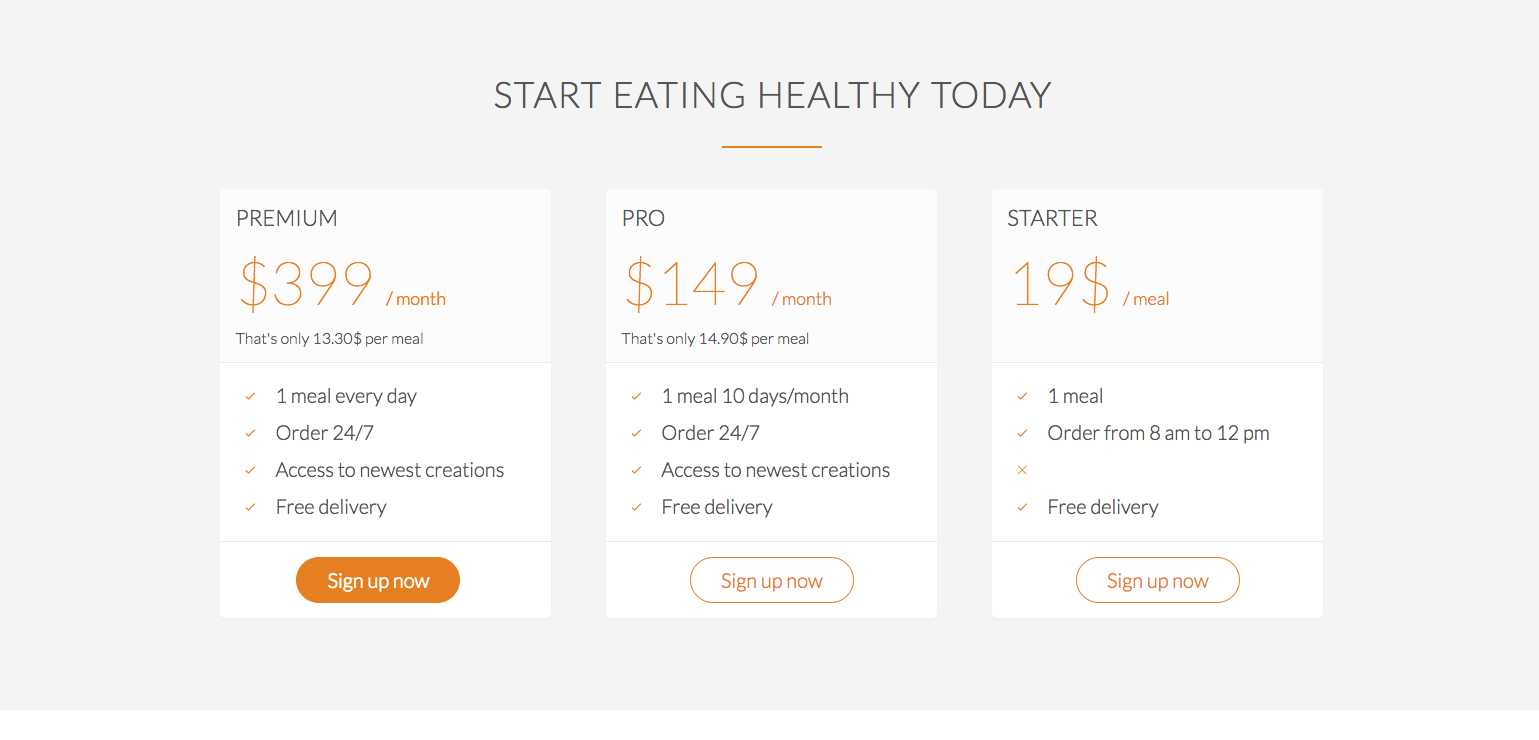 START EATING HEALTHY TODAY
PREMIUM
$399 / month
That's only 13.30$ per meal
1 meal every day
Order 24/7
Access to newest creations
Free delivery
Sign up now
PRO
$149 / month
That's only 14.90$ per meal
1 meal 10 days/month
Order 24/7
Access to newest creations
Free delivery
Sign up now
STARTER
19$ / meal
1 meal
Order from 8 am to 12 pm
Free delivery
Sign up now